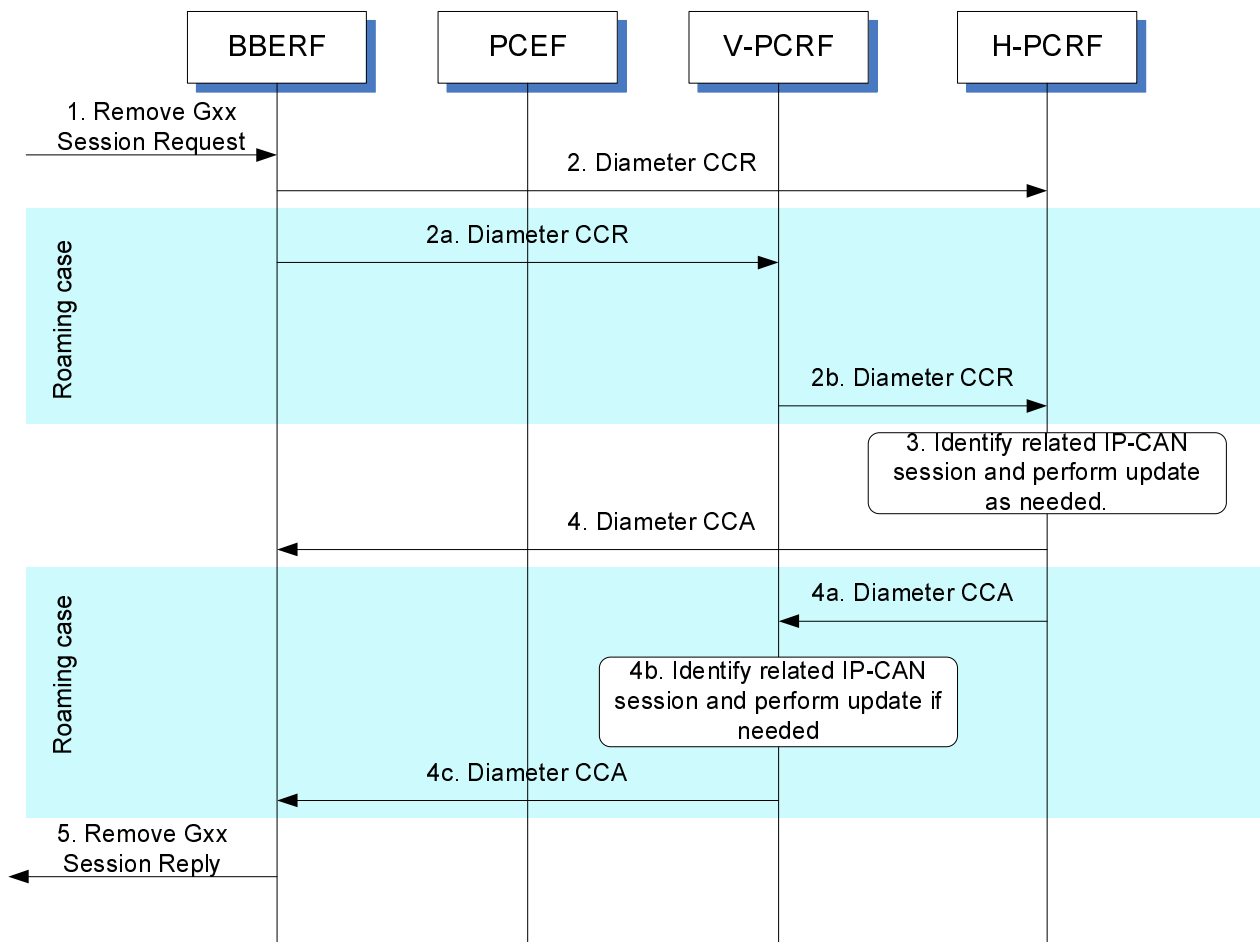 BBERF
PCEF
V-PCRF
H-PCRF
1. Remove Gxx
Session Request
2. Diameter CCR
Roaming case
2a. Diameter CCR
2b. Diameter CCR
3. Identify related IP-CAN
session and perform update
as needed.
4. Diameter CCA
Roaming case
4a. Diameter CCA
4b. Identify related IP-CAN
session and perform update if
needed
4c. Diameter CCA
5. Remove Gxx
Session Reply